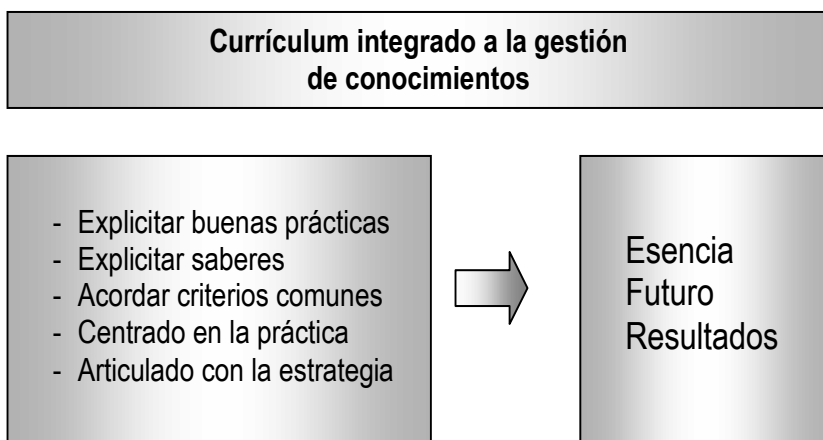 Currículum integrado a la gestión
de conocimientos
- Explicitar buenas prácticas
- Explicitar saberes
- Acordar criterios comunes
- Centrado en la práctica
- Articulado con la estrategia
Esencia
Futuro
Resultados